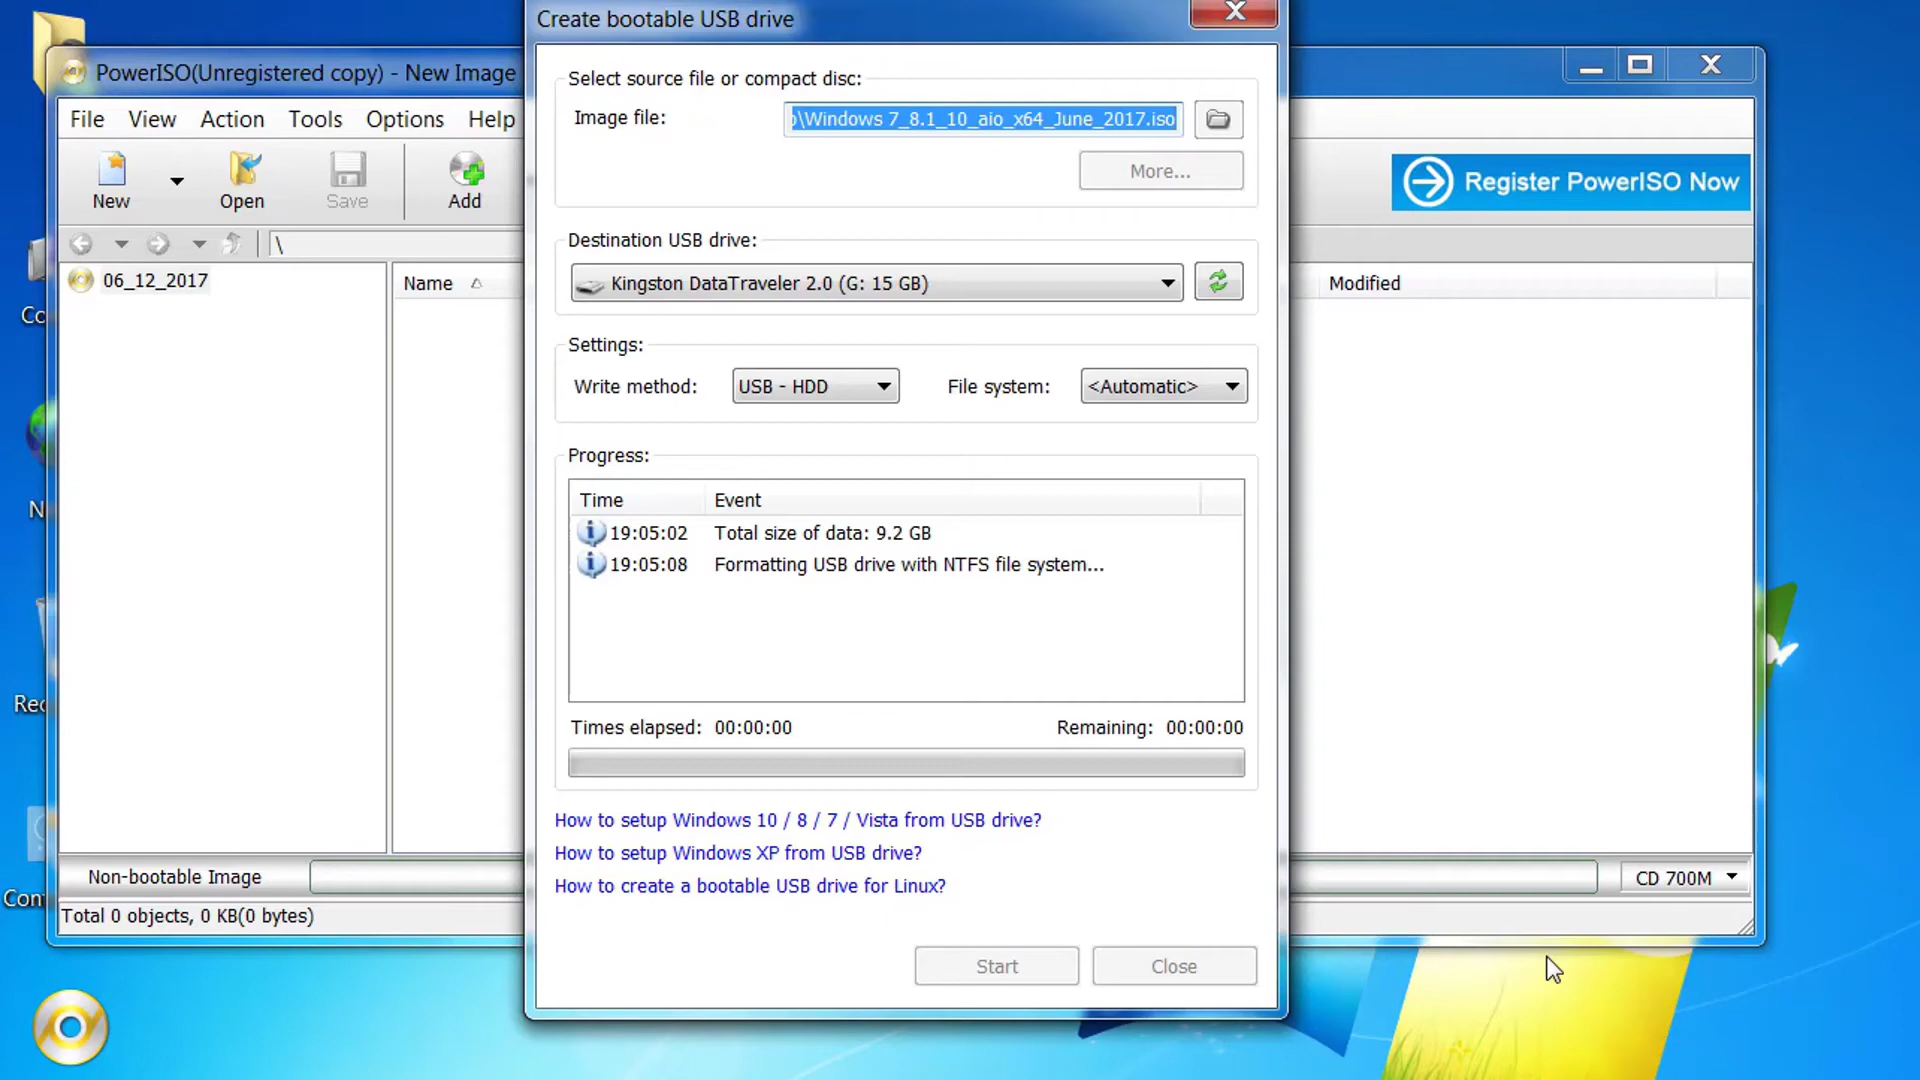 Create bootable USB drive
PowerISO(Unregistered copy) - New Image
File View Action Tools Options Help
New
Open
Save
Add
Register PowerISO Now
\
06_12_2017
Name
Modified
Select source file or compact disc:
Image file:
\Windows 7_8.1_10_aio_x64_June_2017.iso
More...
Destination USB drive:
Kingston DataTraveler 2.0 (G: 15 GB)
Settings:
Write method: USB - HDD File system: <Automatic>
Progress:
Time Event
19:05:02 Total size of data: 9.2 GB
19:05:08 Formatting USB drive with NTFS file system...
Times elapsed: 00:00:00 Remaining: 00:00:00
How to setup Windows 10 / 8 / 7 / Vista from USB drive?
How to setup Windows XP from USB drive?
How to create a bootable USB drive for Linux?
Start Close
Non-bootable Image
CD 700M
Total 0 objects, 0 KB(0 bytes)